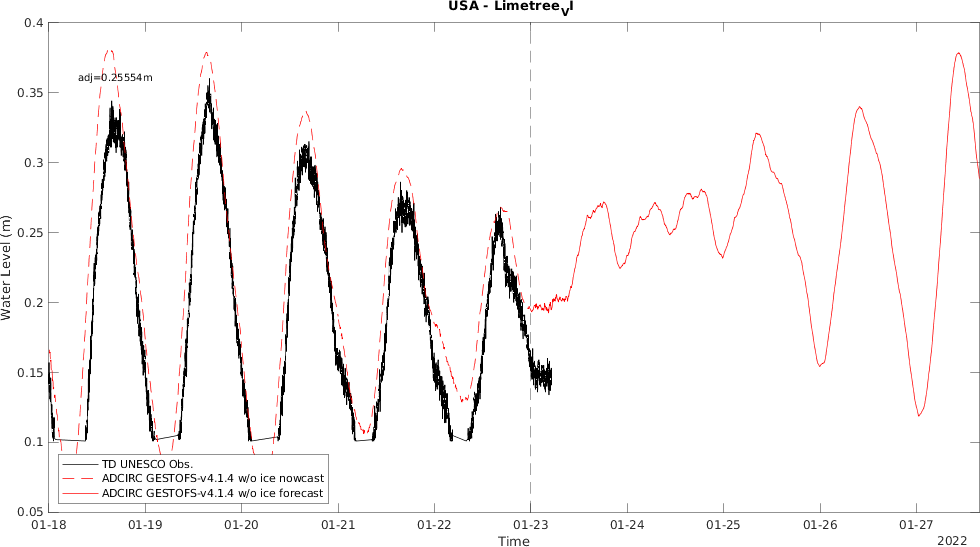 USA - LimetreeVI
adj=0.25554m
0.4
0.35
0.3
0.25
0.2
0.15
0.1
0.05
Water Level (m)
TD UNESCO Obs.
ADCIRC GESTOFS-v4.1.4 w/o ice nowcast
ADCIRC GESTOFS-v4.1.4 w/o ice forecast
01-18 01-19 01-20 01-21 01-22 01-23 01-24 01-25 01-26 01-27
Time
2022